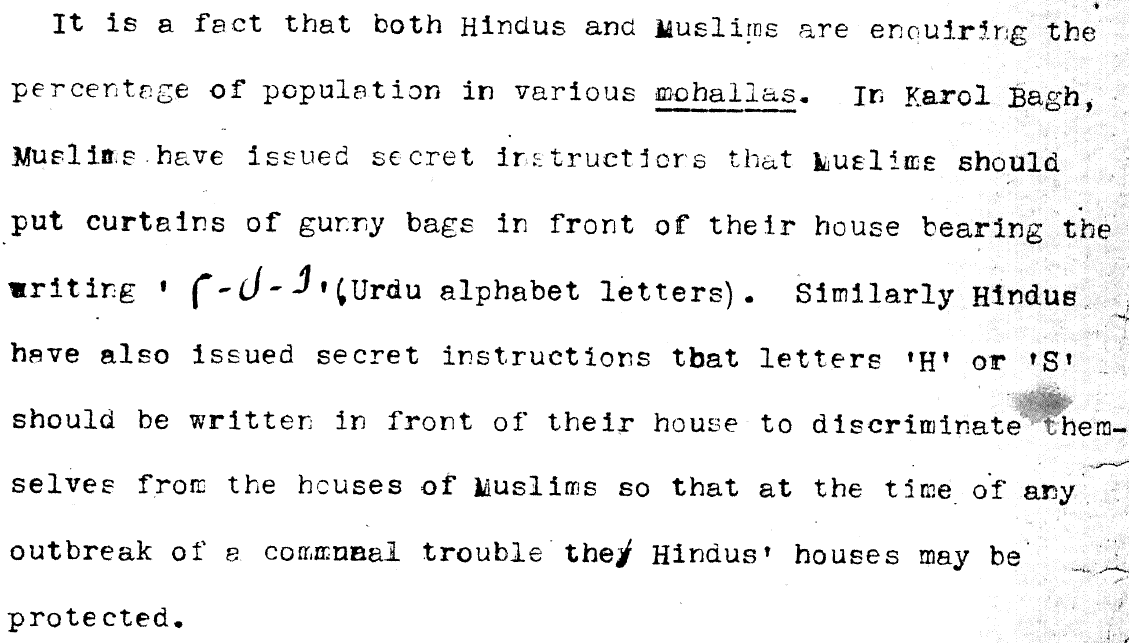 It is a fact that both Hindus and Muslims are enquiring the
percentage of population in various mohallas. In Karol Bagh,
Muslims have issued secret instructions that Muslims should
put curtains of gunny bags in front of their house bearing the
writing ' - - '(Urdu alphabet letters). Similarly Hindus
have also issued secret instructions that letters 'H' or 'S'
should be written in front of their house to discriminate them-
selves from the houses of Muslims so that at the time of any
outbreak of a communal trouble the Hindus' houses may be
protected.